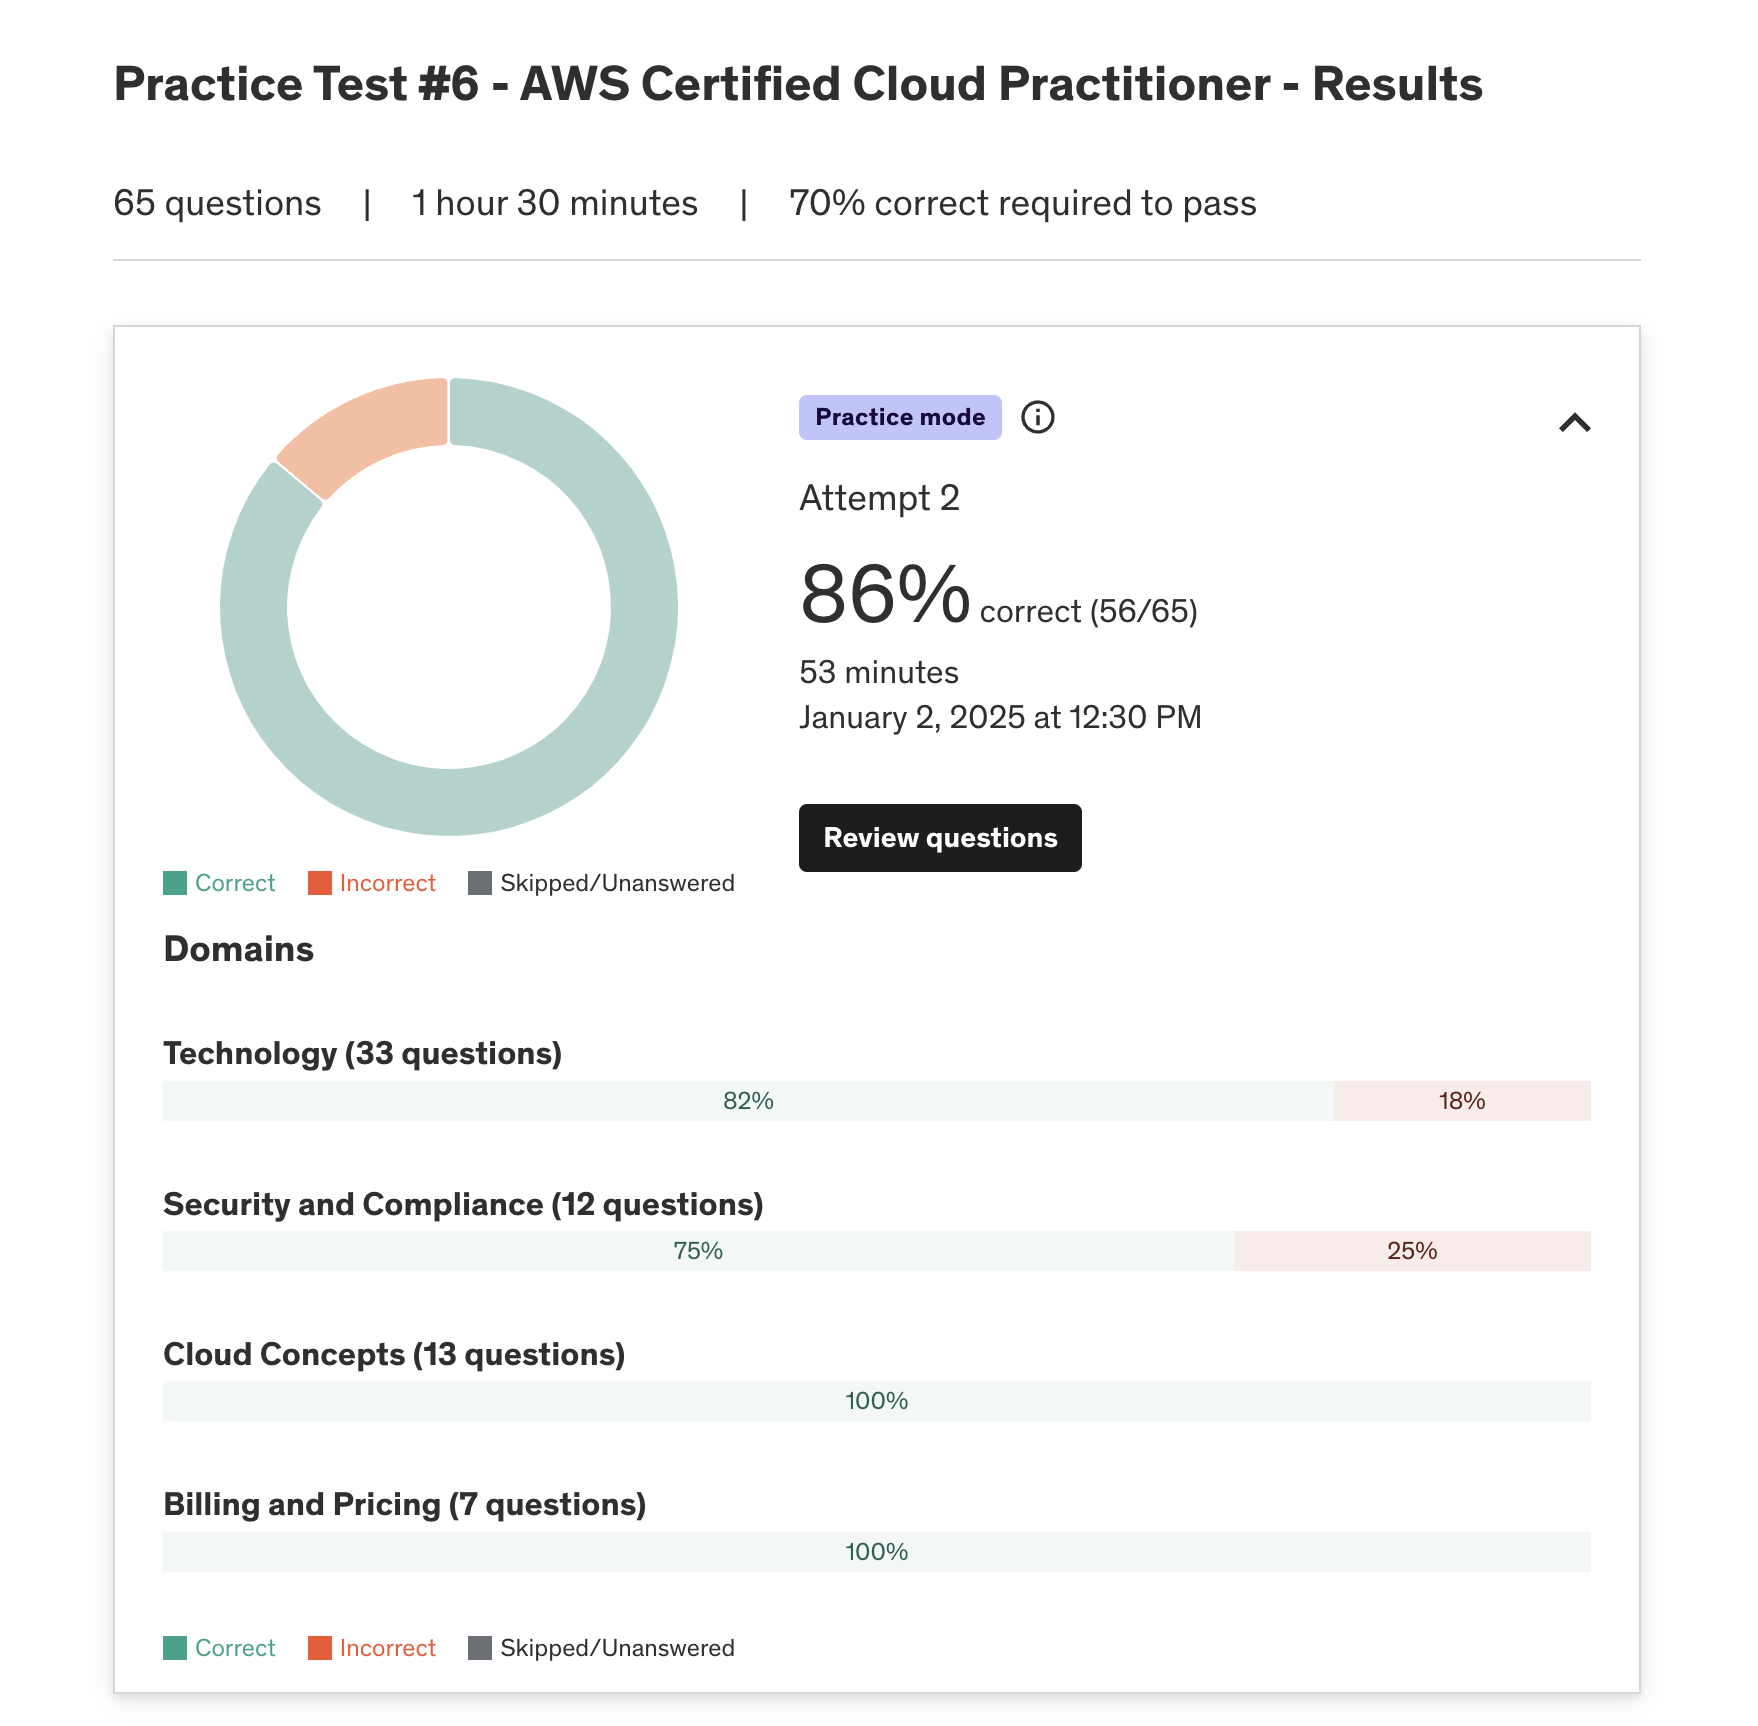 Practice Test #6 - AWS Certified Cloud Practitioner - Results
65 questions | 1 hour 30 minutes | 70% correct required to pass
Practice mode
Attempt 2
86% correct (56/65)
53 minutes
January 2, 2025 at 12:30 PM
Review questions
Correct Incorrect Skipped/Unanswered
Domains
Technology (33 questions)
82% 18%
Security and Compliance (12 questions)
75% 25%
Cloud Concepts (13 questions)
100%
Billing and Pricing (7 questions)
100%
Correct Incorrect Skipped/Unanswered